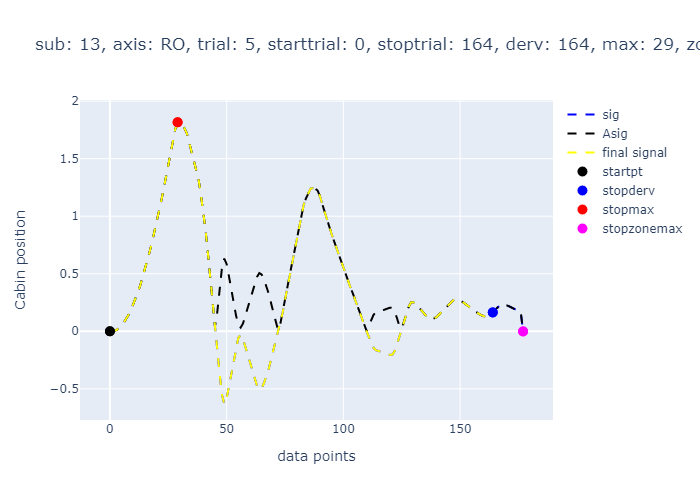 sub: 13, axis: RO, trial: 5, starttrial: 0, stoptrial: 164, derv: 164, max: 29, zo
2
1.5
1
0.5
0
−0.5
0
50
100
150
Cabin position
data points
sig
Asig
final signal
startpt
stopderv
stopmax
stopzonemax